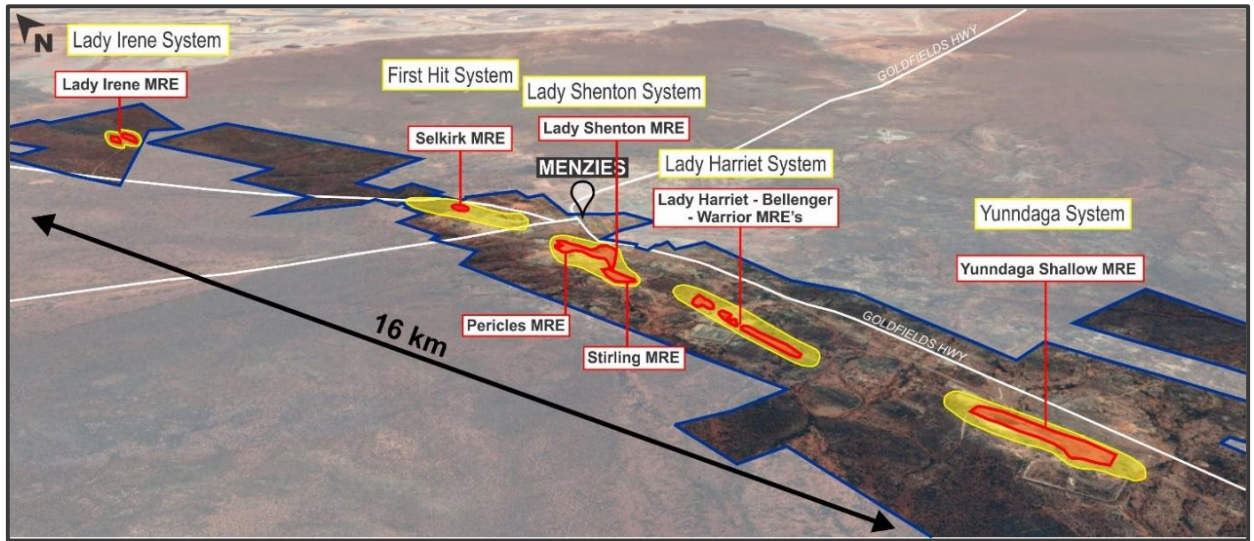 N
Lady Irene System
Lady Irene MRE
First Hit System
Selkirk MRE
Lady Shenton System
Lady Shenton MRE
MENZIES
GOLDFIELDS HWY
Lady Harriet System
Lady Harriet - Bellenger
- Warrior MRE's
Yunndaga System
Yunndaga Shallow MRE
Pericles MRE
Stirling MRE
GOLDFIELDS HWY
16 km